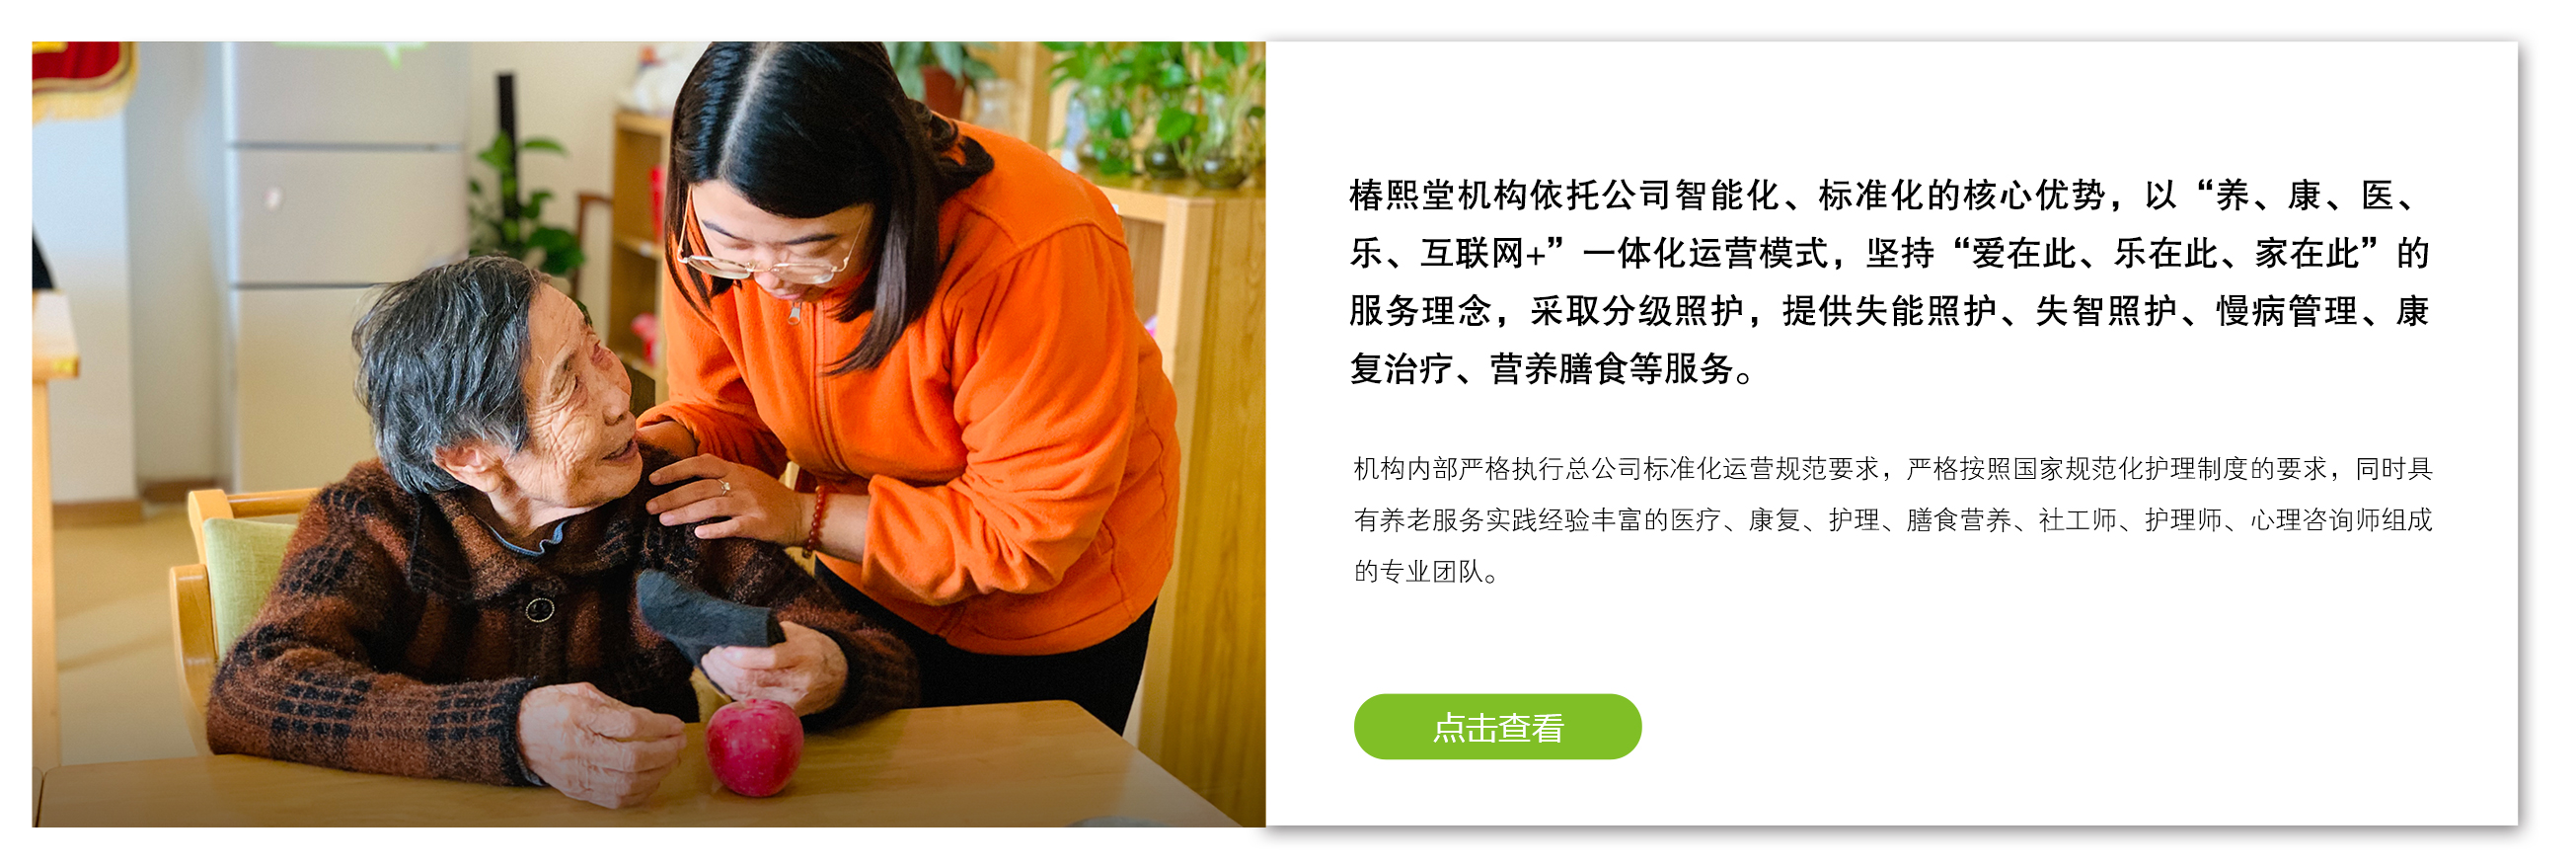 椿熙堂机构依托公司智能化、标准化的核心优势，以“养、康、医、
乐、互联网+”一体化运营模式，坚持“爱在此、乐在此、家在此”的
服务理念，采取分级照护，提供失能照护、失智照护、慢病管理、康
复治疗、营养膳食等服务。
机构内部严格执行总公司标准化运营规范要求，严格按照国家规范化护理制度的要求，同时具
有养老服务实践经验丰富的医疗、康复、护理、膳食营养、社工师、护理师、心理咨询师组成
的专业团队。
点击查看